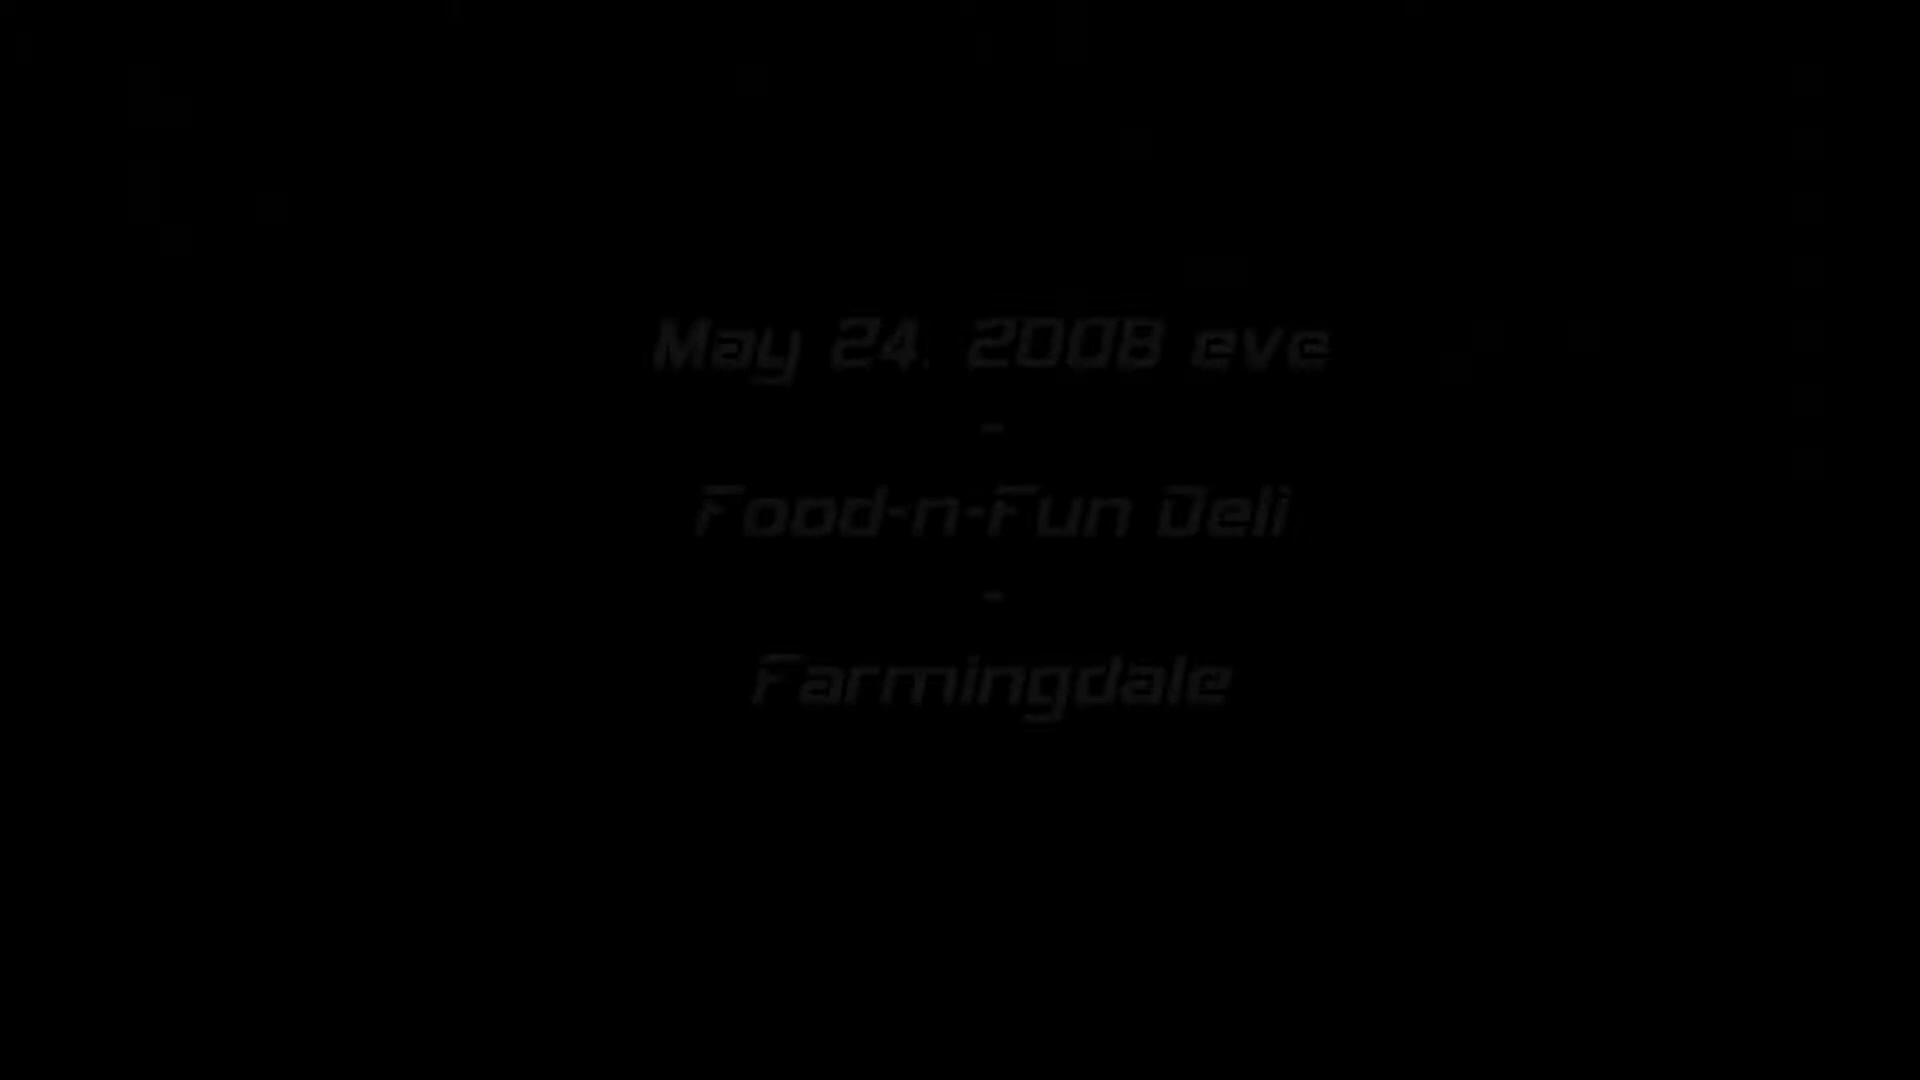 May 24, 2008 eve
-
Food-n-Fun Deli
-
Farmingdale